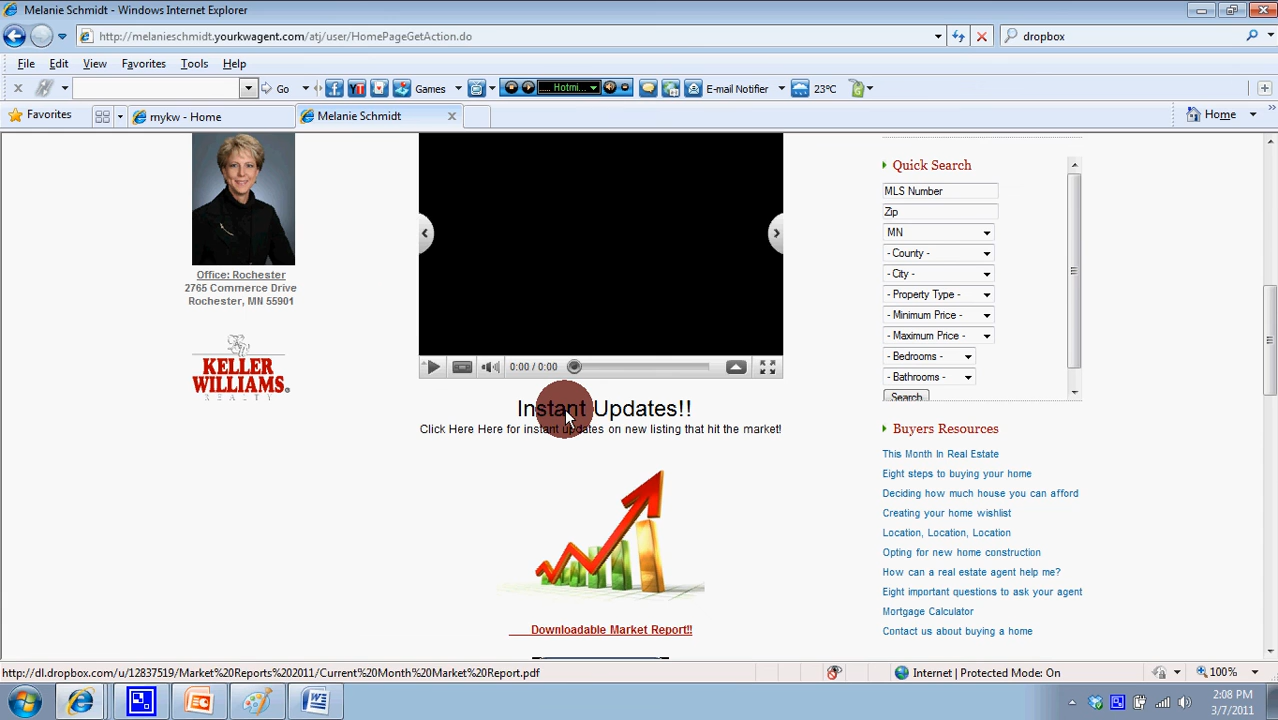 Melanie Schmidt - Windows Internet Explorer
http://melanieschmidt.yourkwagent.com/atj/user/HomePageGetAction.do
dropbox
File Edit View Favorites Tools Help
Go
Games
Hotmi...
E-mail Notifier
23°C
Favorites
mykw - Home
Melanie Schmidt
Home
Office: Rochester
2765 Commerce Drive
Rochester, MN 55901
KELLER
WILLIAMS
REALTY
0:00 / 0:00
Instant Updates!!
Click Here Here for instant updates on new listing that hit the market!
Downloadable Market Report!!
Quick Search
MLS Number
Zip
MN
- County -
- City -
- Property Type -
- Minimum Price -
- Maximum Price -
- Bedrooms -
- Bathrooms -
Search
Buyers Resources
This Month In Real Estate
Eight steps to buying your home
Deciding how much house you can afford
Creating your home wishlist
Location, Location, Location
Opting for new home construction
How can a real estate agent help me?
Eight important questions to ask your agent
Mortgage Calculator
Contact us about buying a home
http://dl.dropbox.com/u/12837519/Market%20Reports%202011/Current%20Month%20Market%20Report.pdf
Internet | Protected Mode: On
100%
2:08 PM
3/7/2011